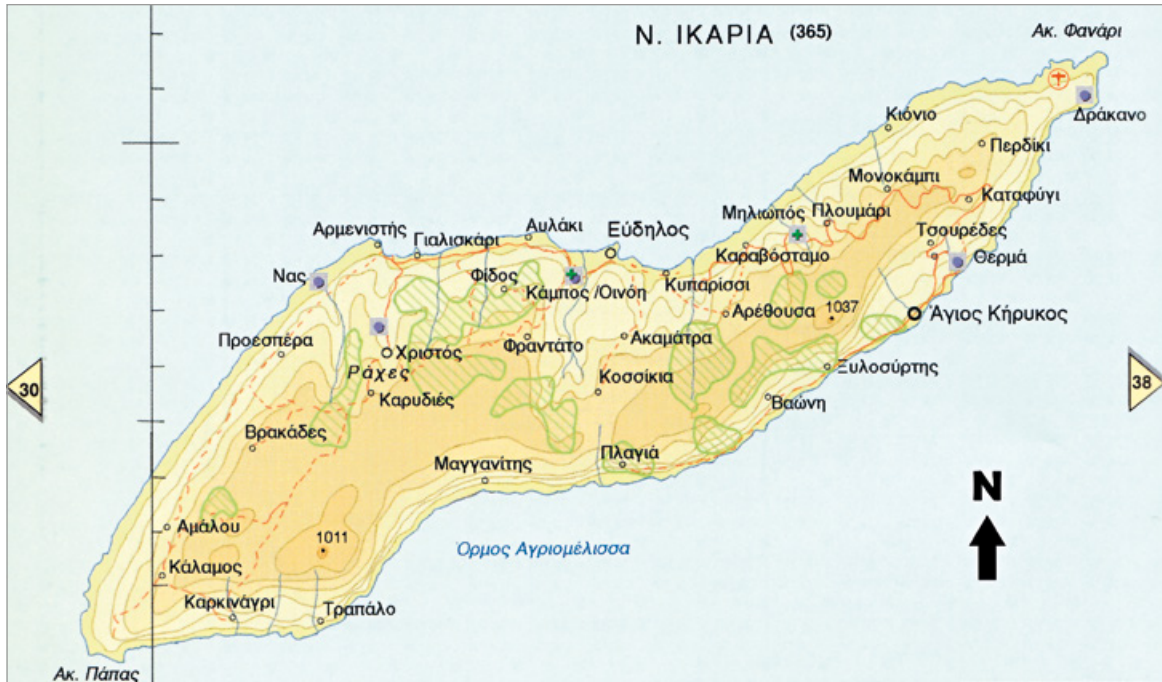 Ν. ΙΚΑΡΙΑ (365)
Ακ. Φανάρι
Δράκανο
Κιόνιο
Περδίκι
Μονοκάμπι
Καταφύγι
Μηλιωπός
Πλουμάρι
Τσουρέδες
Αρμενιστής
Γιαλισκάρι
Αυλάκι
Εύδηλος
Καραβόσταμο
Θερμά
Νας
Φίδος
Κάμπος /Οινόη
Κυπαρίσσι
Αρέθουσα
1037
Άγιος Κήρυκος
Προεσπέρα
Χριστός
Φραντάτο
Ακαμάτρα
Ράχες
Ξυλοσύρτης
30
38
Καρυδιές
Κοσσίκια
Βαώνη
Βρακάδες
Μαγγανίτης
Πλαγιά
N
Αμάλου
1011
Όρμος Αγριομέλισσα
Κάλαμος
Καρκινάγρι
Τραπάλο
Ακ. Πάπας